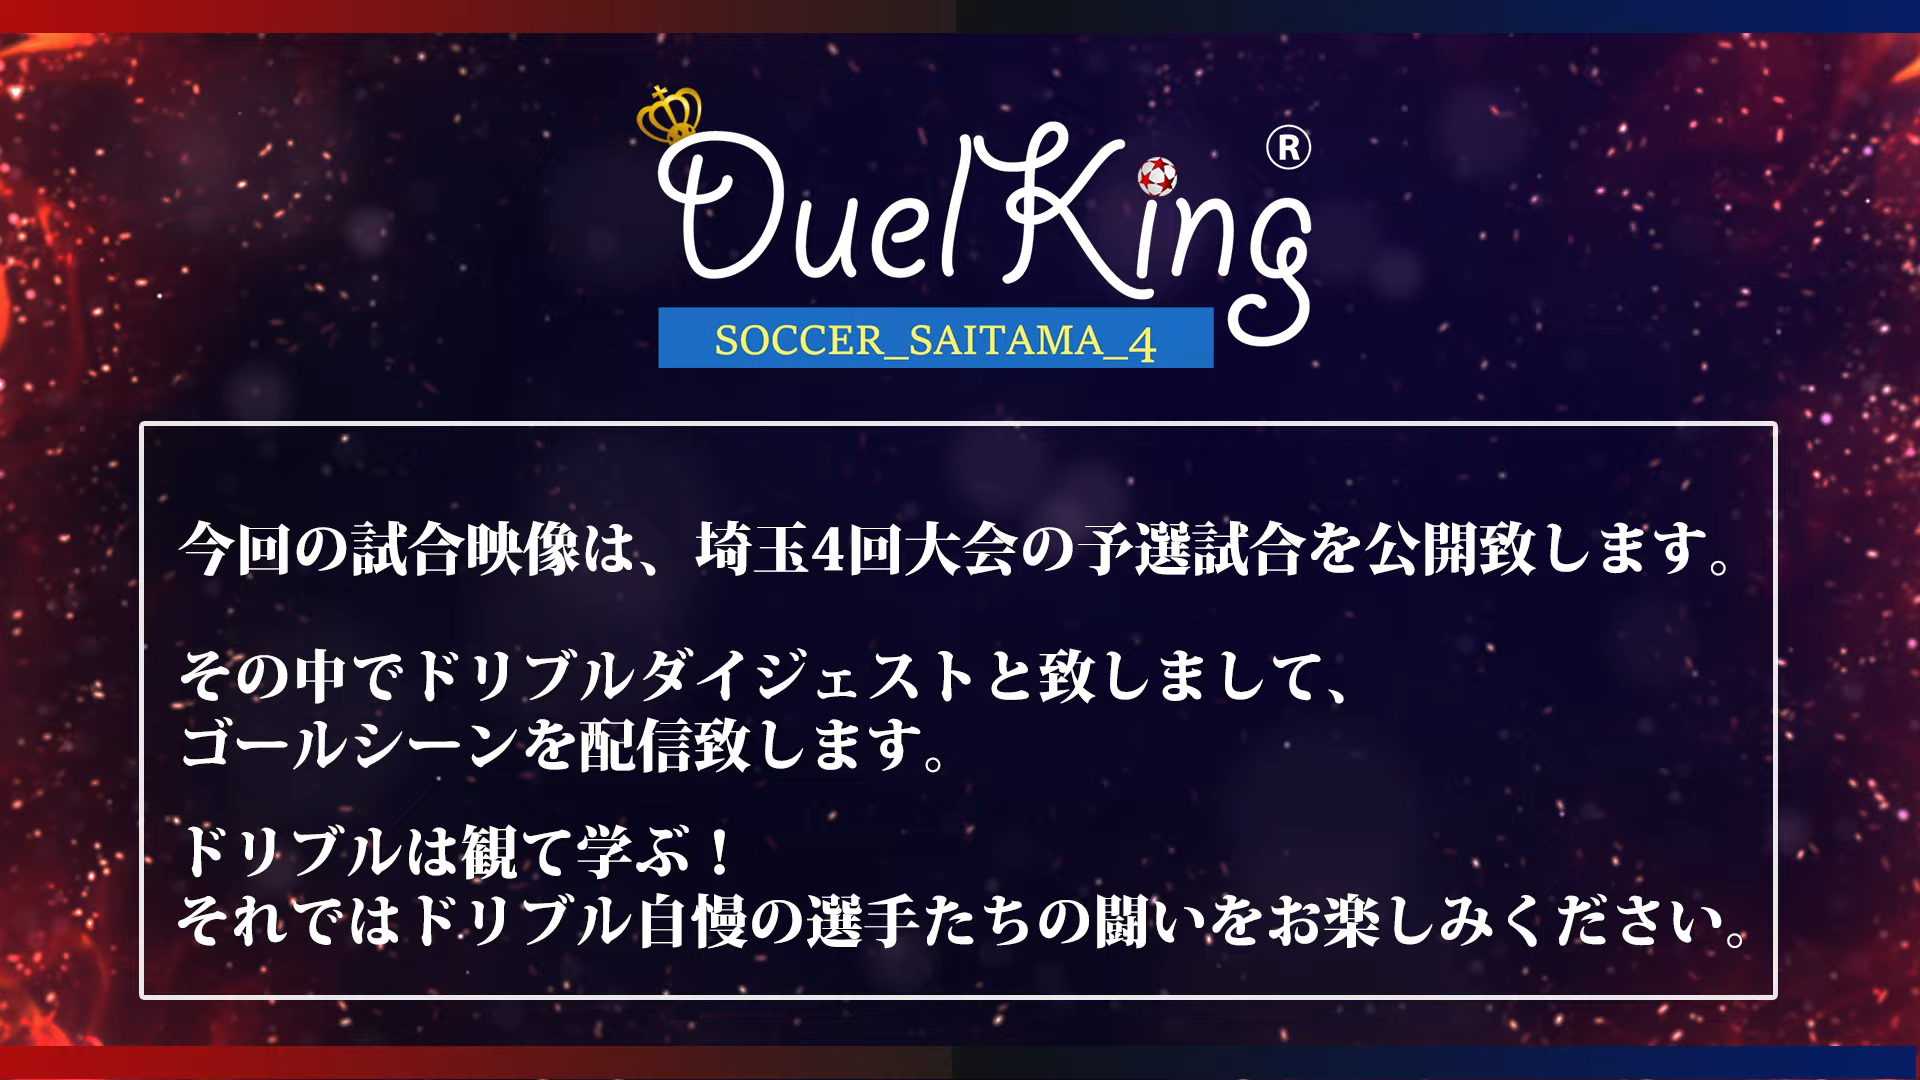 Duel King ®
SOCCER_SAITAMA_4
今回の試合映像は、埼玉4回大会の予選試合を公開致します。
その中でドリブルダイジェストと致しまして、
ゴールシーンを配信致します。
ドリブルは観て学ぶ！
それではドリブル自慢の選手たちの闘いをお楽しみください。